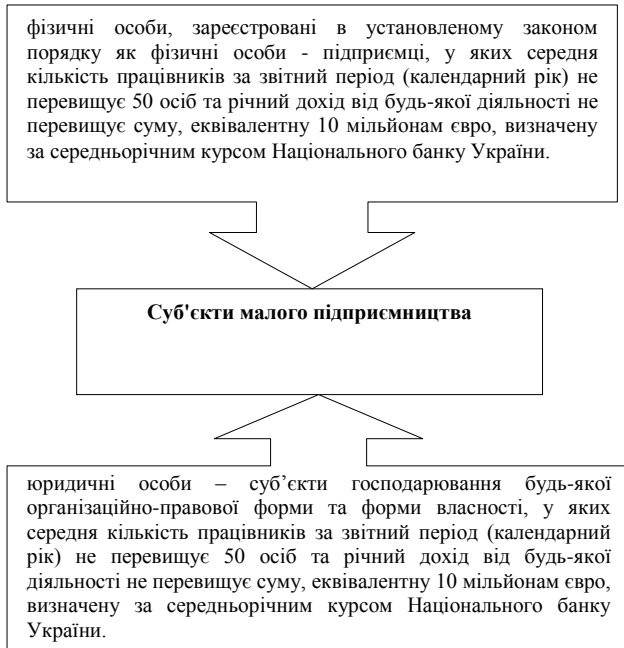 фізичні особи, зареєстровані в установленому законом
порядку як фізичні особи - підприємці, у яких середня
кількість працівників за звітний період (календарний рік) не
перевищує 50 осіб та річний дохід від будь-якої діяльності не
перевищує суму, еквівалентну 10 мільйонам євро, визначену
за середньорічним курсом Національного банку України.
Суб'єкти малого підприємництва
юридичні особи – суб’єкти господарювання будь-якої
організаційно-правової форми та форми власності, у яких
середня кількість працівників за звітний період (календарний
рік) не перевищує 50 осіб та річний дохід від будь-якої
діяльності не перевищує суму, еквівалентну 10 мільйонам євро,
визначену за середньорічним курсом Національного банку
України.